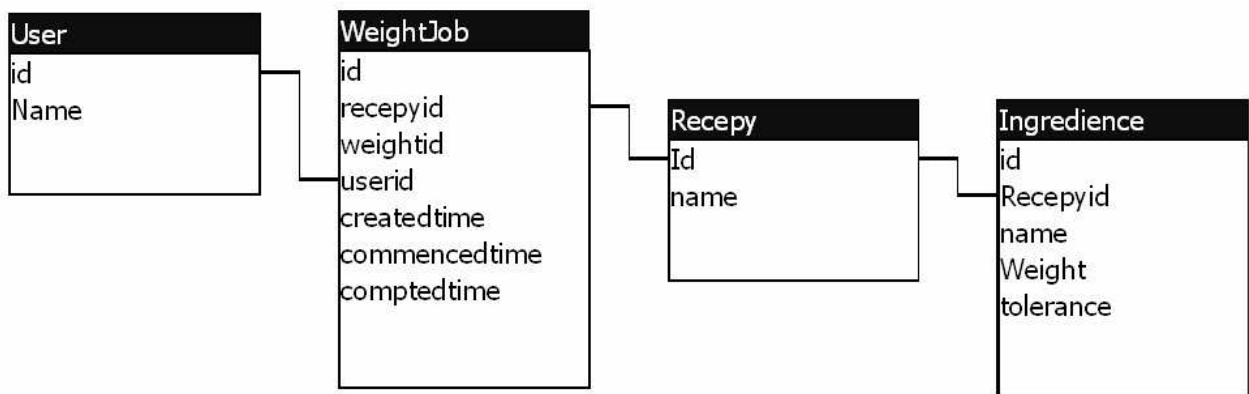 User
id
Name
WeightJob
id
recepyid
weightid
userid
createdtime
commencedtime
comptedtime
Recepy
Id
name
Ingredience
id
Recepyid
name
Weight
tolerance